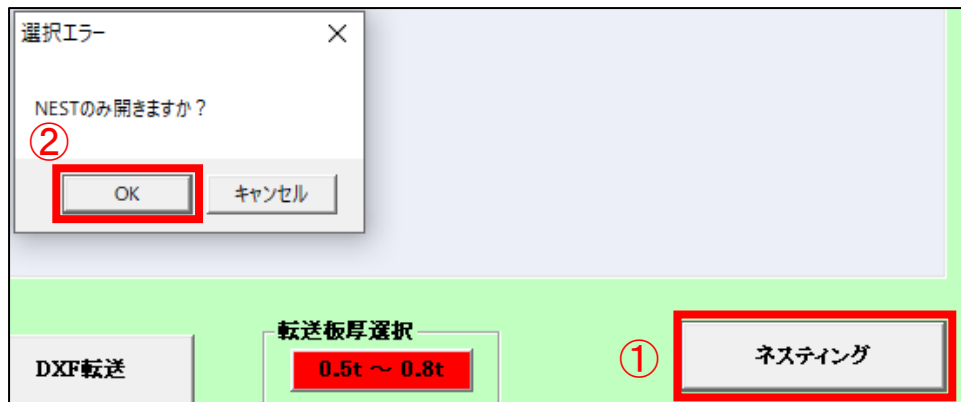 選択エラー
NESTのみ開きますか？
②
OK
キャンセル
転送板厚選択
DXF転送
0.5t ～ 0.8t
①
ネスティング